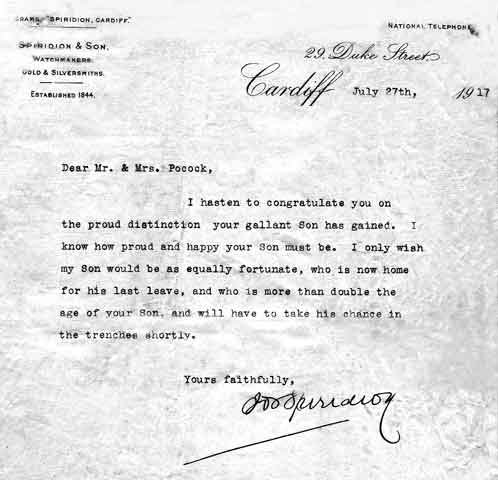 GRAMS, "SPIRIDION, CARDIFF."
NATIONAL TELEPHONE
SPIRIDION & SON,
WATCHMAKERS
GOLD & SILVERSMITHS.
ESTABLISHED 1844.
29, Duke Street.
Cardiff July 27th, 1917
Dear Mr. & Mrs. Pocock,
I hasten to congratulate you on
the proud distinction your gallant Son has gained. I
know how proud and happy your Son must be. I only wish
my Son would be as equally fortunate, who is now home
for his last leave, and who is more than double the
age of your Son, and will have to take his chance in
the trenches shortly.
Yours faithfully,
Spiridion